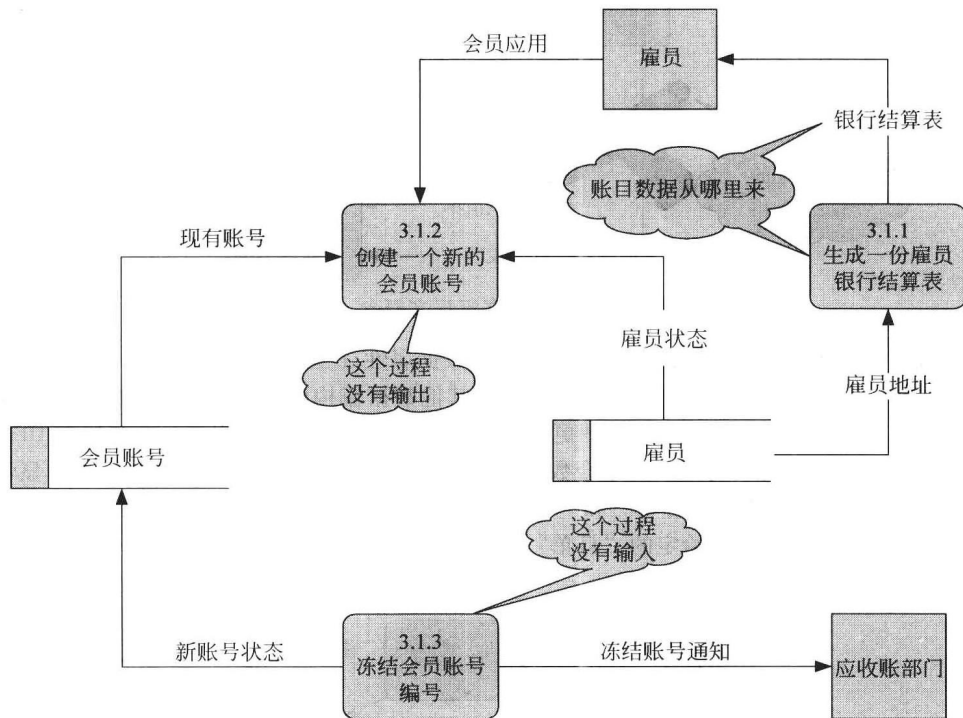 会员应用
雇员
银行结算表
账目数据从哪里来
3.1.2
创建一个新的
会员账号
3.1.1
生成一份雇员
银行结算表
现有账号
这个过程
没有输出
雇员状态
雇员地址
会员账号
雇员
这个过程
没有输入
3.1.3
冻结会员账号
编号
新账号状态
冻结账号通知
应收账部门